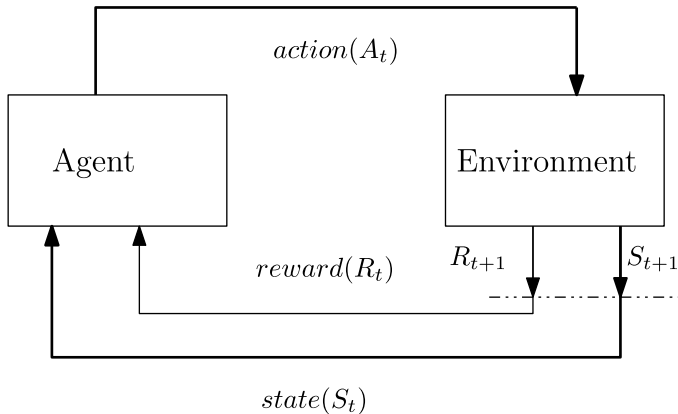 action(A_t)
Agent
Environment
R_{t+1}
S_{t+1}
reward(R_t)
state(S_t)